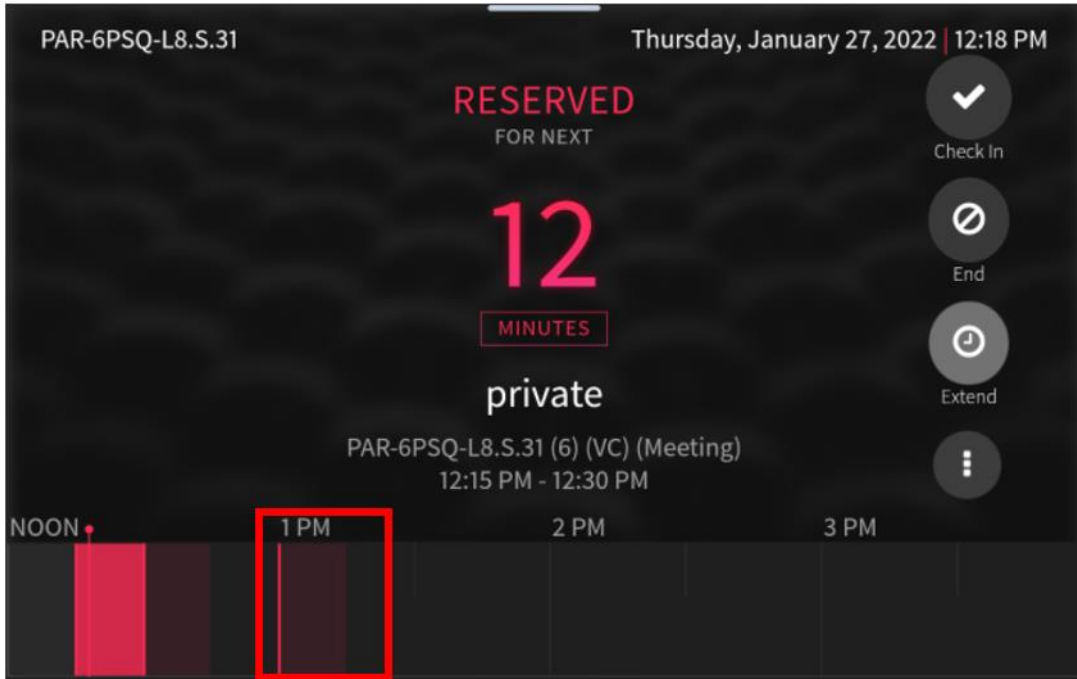 PAR-6PSQ-L8.S.31
Thursday, January 27, 2022 | 12:18 PM
RESERVED
FOR NEXT
12
MINUTES
private
PAR-6PSQ-L8.S.31 (6) (VC) (Meeting)
12:15 PM - 12:30 PM
Check In
End
Extend
NOON 1 PM 2 PM 3 PM